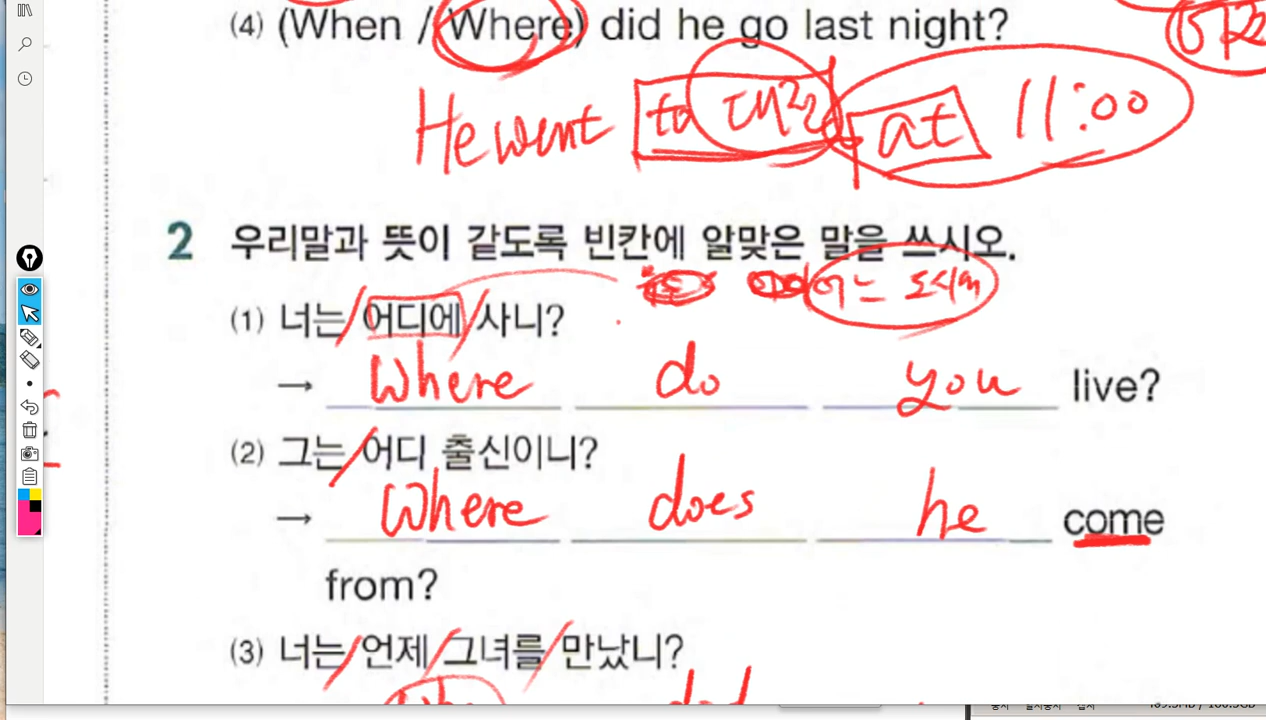 (4) (When / Where) did he go last night?
He went to at 11:00
2 우리말과 뜻이 같도록 빈칸에 알맞은 말을 쓰시오.
어느 도시에
(1) 너는/어디에/사니?
→ Where do you live?
(2) 그는/어디 출신이니?
→ Where does he come
from?
(3) 너는/언제/그녀를/만났니?